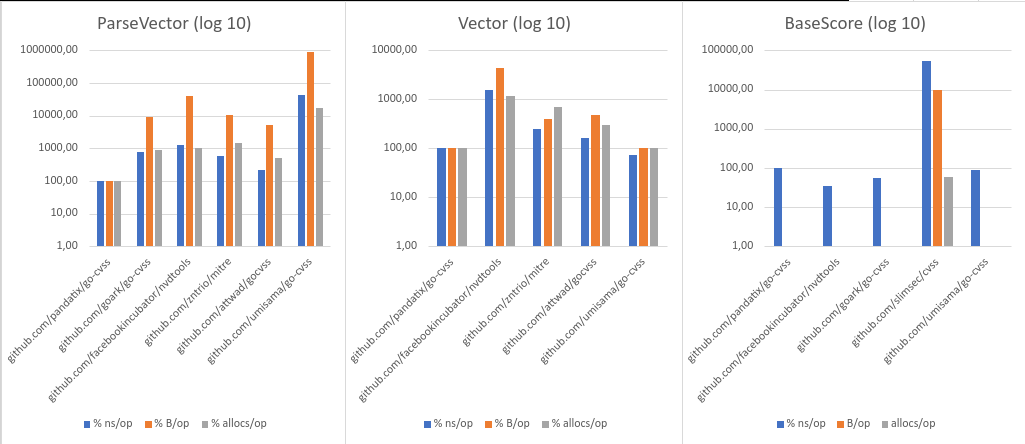 ParseVector (log 10)
1000000,00
100000,00
10000,00
1000,00
100,00
10,00
1,00
github.com/pandatix/go-cvss
github.com/goark/go-cvss
github.com/facebookincubator/nvdtools
github.com/zntrio/mitre
github.com/attwad/gocvss
github.com/umisama/go-cvss
% ns/op
% B/op
% allocs/op
Vector (log 10)
10000,00
1000,00
100,00
10,00
1,00
github.com/pandatix/go-cvss
github.com/facebookincubator/nvdtools
github.com/zntrio/mitre
github.com/attwad/gocvss
github.com/umisama/go-cvss
% ns/op
% B/op
% allocs/op
BaseScore (log 10)
100000,00
10000,00
1000,00
100,00
10,00
1,00
github.com/pandatix/go-cvss
github.com/facebookincubator/nvdtools
github.com/goark/go-cvss
github.com/slimsec/cvss
github.com/umisama/go-cvss
% ns/op
B/op
allocs/op